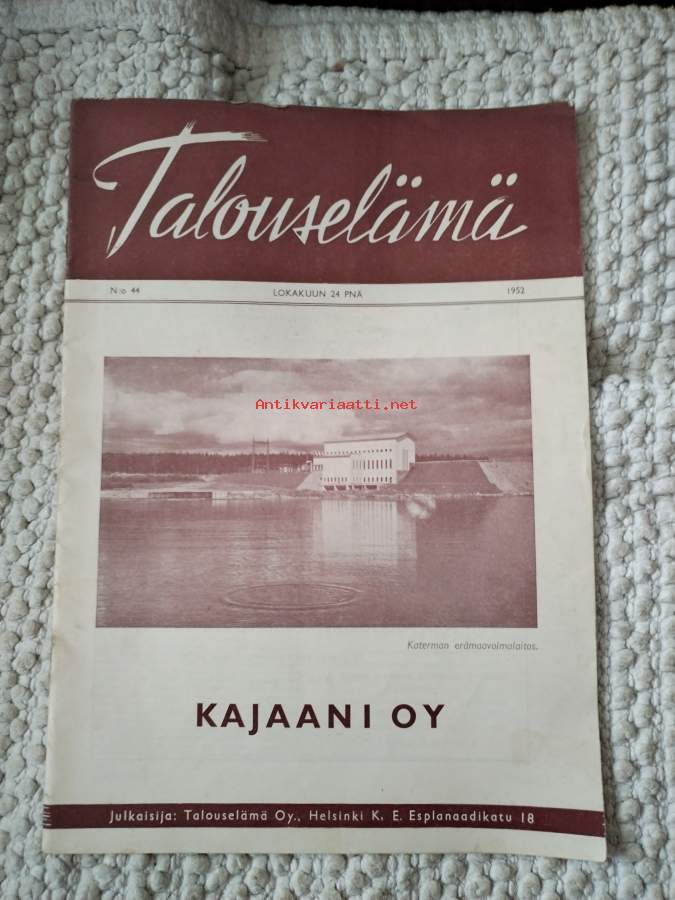 Talouselämä
N:o 44 LOKAKUUN 24 PNÄ 1952
Antikvariaatti.net
Katerman erämaavoimalaitos.
KAJAANI OY
Julkaisija: Talouselämä Oy., Helsinki K. E. Esplanaadikatu 18